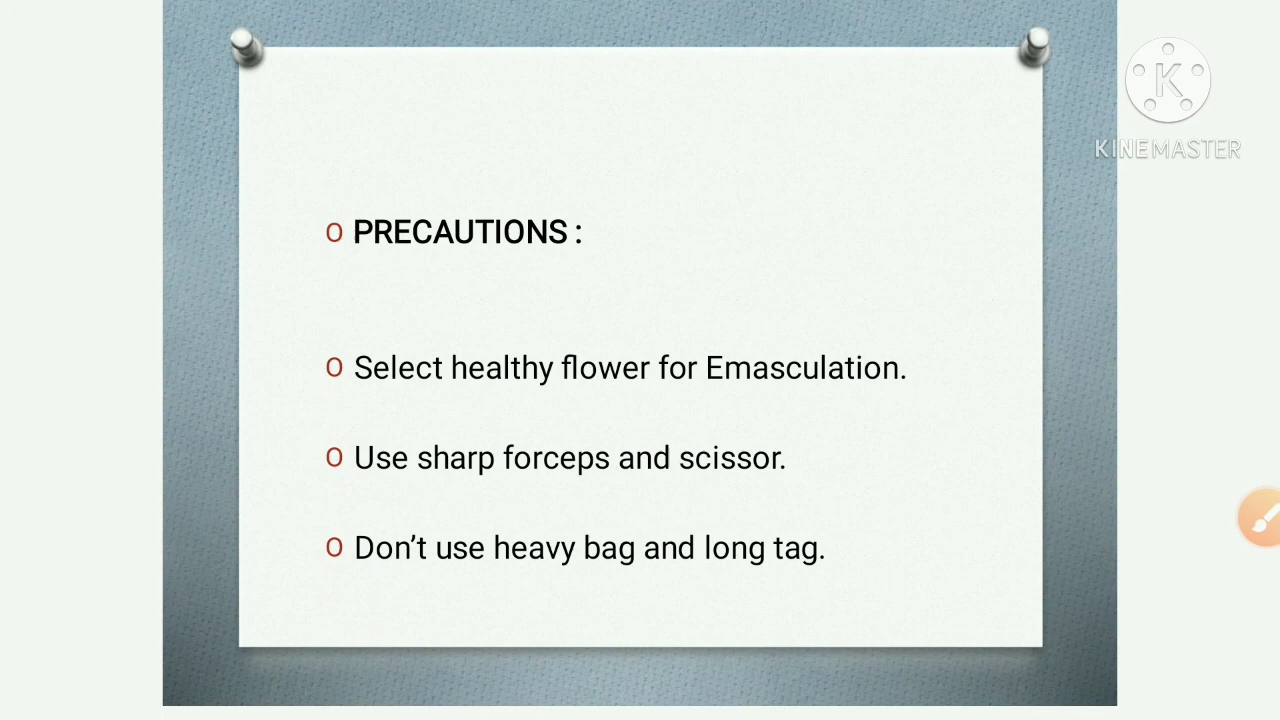 K
KINEMASTER
PRECAUTIONS :
Select healthy flower for Emasculation.
Use sharp forceps and scissor.
Don’t use heavy bag and long tag.